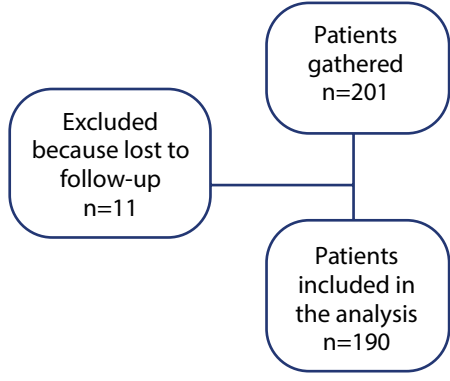 Patients
gathered
n=201
Excluded
because lost to
follow-up
n=11
Patients
included in
the analysis
n=190